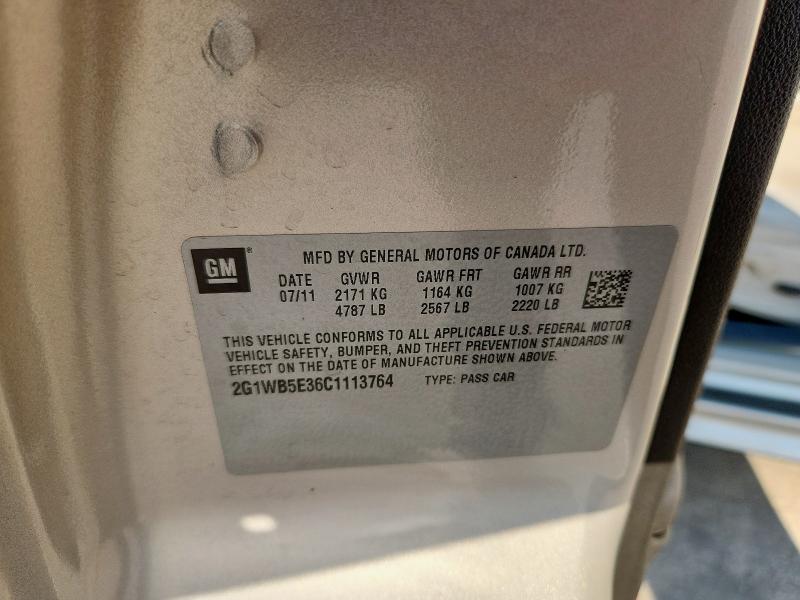 GM®
MFD BY GENERAL MOTORS OF CANADA LTD.
DATE GVWR GAWR FRT GAWR RR
07/11 2171 KG 1164 KG 1007 KG
4787 LB 2567 LB 2220 LB
THIS VEHICLE CONFORMS TO ALL APPLICABLE U.S. FEDERAL MOTOR
VEHICLE SAFETY, BUMPER, AND THEFT PREVENTION STANDARDS IN
EFFECT ON THE DATE OF MANUFACTURE SHOWN ABOVE.
2G1WB5E36C1113764 TYPE: PASS CAR